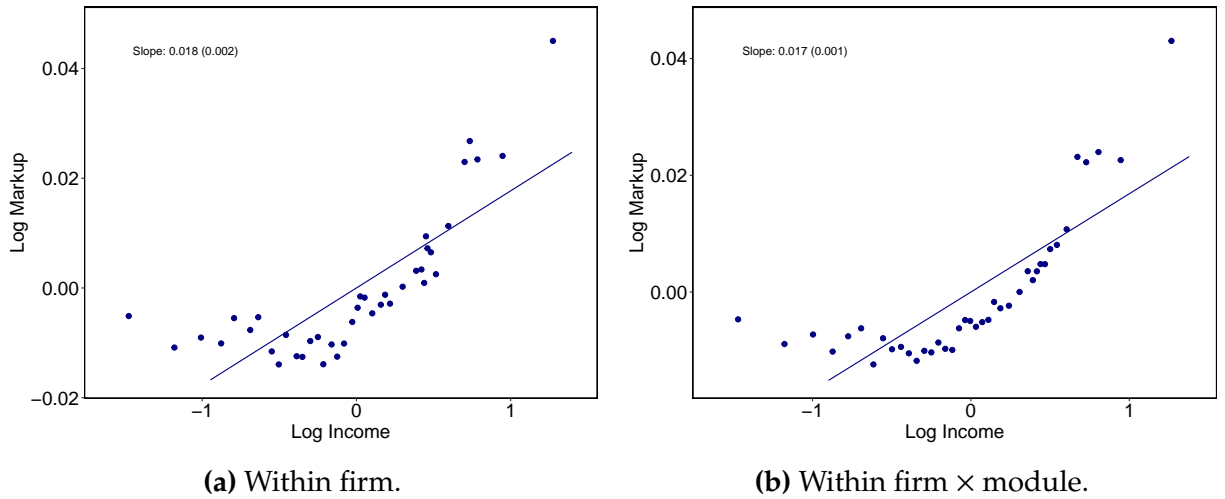 Slope: 0.018 (0.002)
0.04
0.02
0.00
−0.02
Log Markup
−1
0
1
Log Income
(a) Within firm.
Slope: 0.017 (0.001)
0.04
0.02
0.00
Log Markup
−1
0
1
Log Income
(b) Within firm × module.